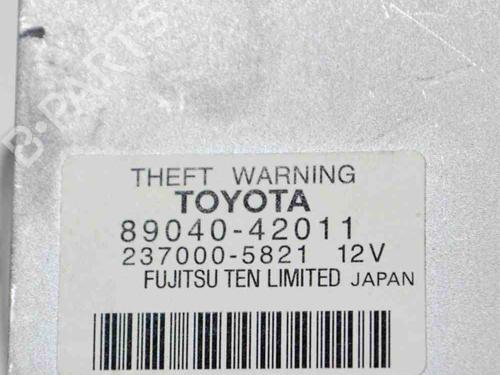 B-PARTS
THEFT WARNING
TOYOTA
89040-42011
237000-5821 12V
FUJITSU TEN LIMITED JAPAN